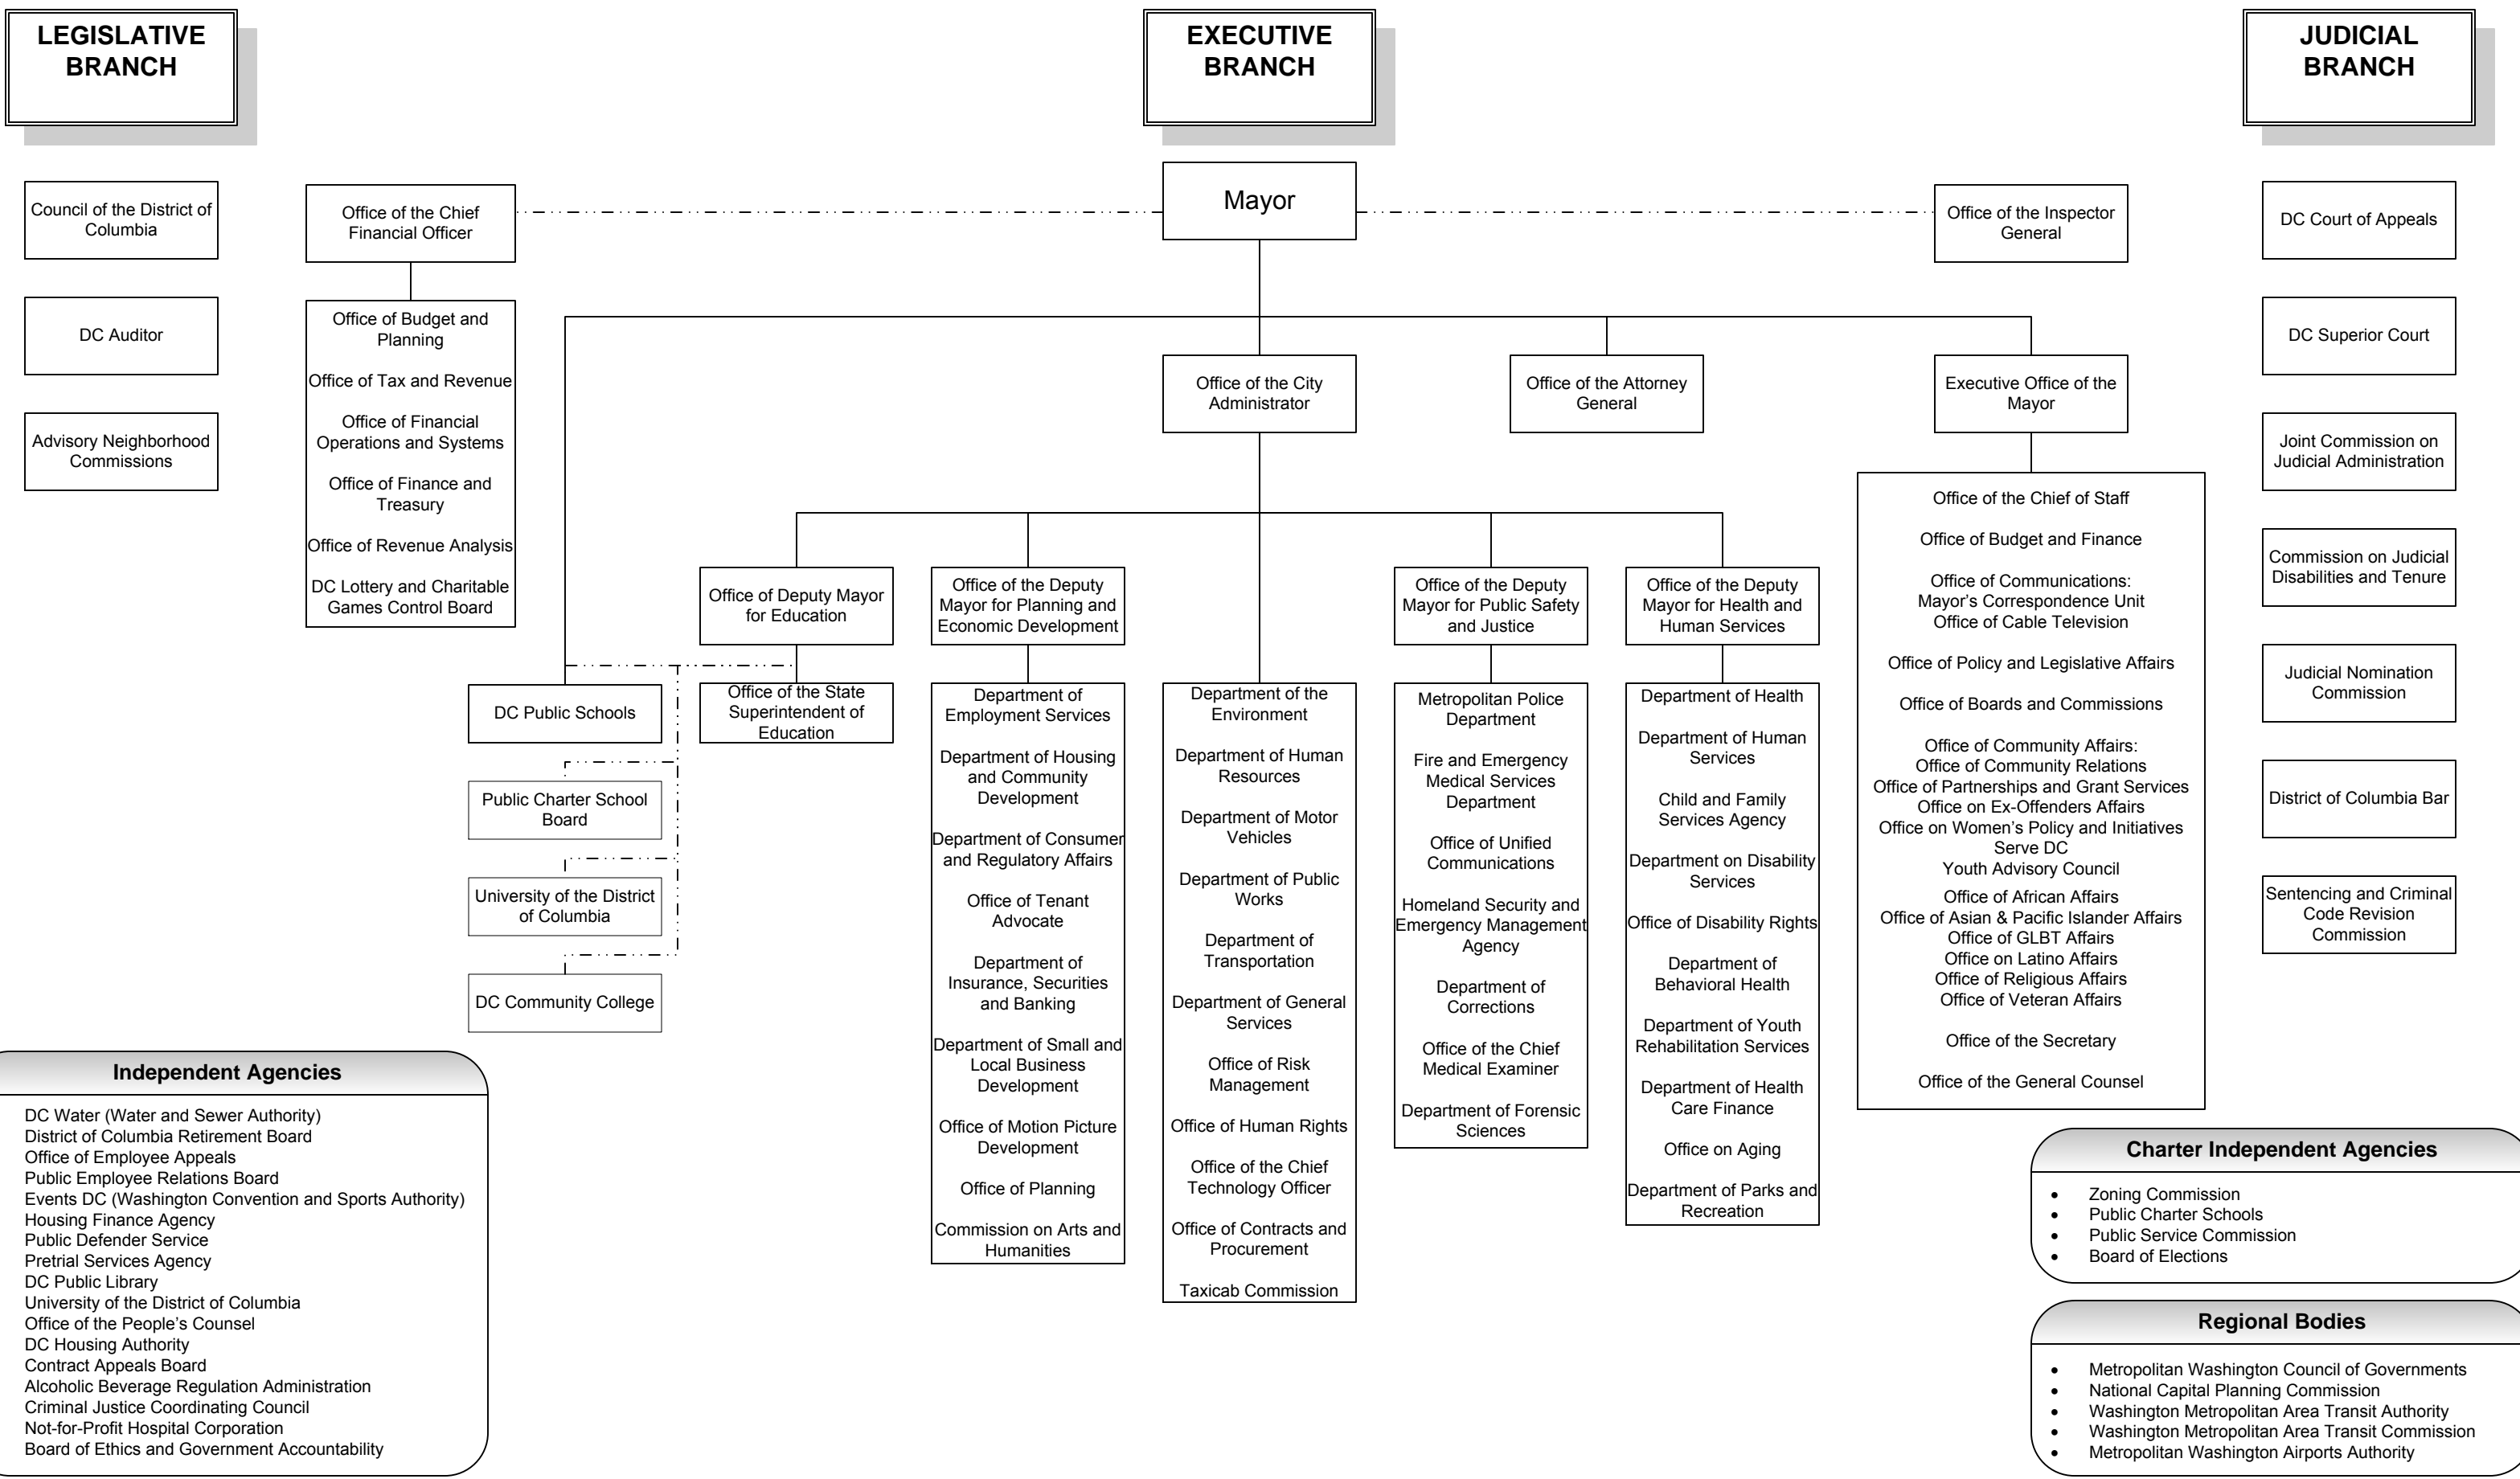 LEGISLATIVE
BRANCH
EXECUTIVE
BRANCH
JUDICIAL
BRANCH
Council of the District of
Columbia
DC Auditor
Advisory Neighborhood
Commissions
Office of the Chief
Financial Officer
Office of Budget and
Planning
Office of Tax and Revenue
Office of Financial
Operations and Systems
Office of Finance and
Treasury
Office of Revenue Analysis
DC Lottery and Charitable
Games Control Board
Mayor
Office of the Inspector
General
Office of the City
Administrator
Office of the Attorney
General
Executive Office of the
Mayor
Office of Deputy Mayor
for Education
Office of the State
Superintendent of
Education
DC Public Schools
Public Charter School
Board
University of the District
of Columbia
DC Community College
Office of the Deputy
Mayor for Planning and
Economic Development
Department of
Employment Services
Department of Housing
and Community
Development
Department of Consumer
and Regulatory Affairs
Office of Tenant
Advocate
Department of
Insurance, Securities
and Banking
Department of Small and
Local Business
Development
Office of Motion Picture
Development
Office of Planning
Commission on Arts and
Humanities
Department of the
Environment
Department of Human
Resources
Department of Motor
Vehicles
Department of Public
Works
Department of
Transportation
Department of General
Services
Office of Risk
Management
Office of Human Rights
Office of the Chief
Technology Officer
Office of Contracts and
Procurement
Taxicab Commission
Office of the Deputy
Mayor for Public Safety
and Justice
Metropolitan Police
Department
Fire and Emergency
Medical Services
Department
Office of Unified
Communications
Homeland Security and
Emergency Management
Agency
Department of
Corrections
Office of the Chief
Medical Examiner
Department of Forensic
Sciences
Office of the Deputy
Mayor for Health and
Human Services
Department of Health
Department of Human
Services
Child and Family
Services Agency
Department on Disability
Services
Office of Disability Rights
Department of
Behavioral Health
Department of Youth
Rehabilitation Services
Department of Health
Care Finance
Office on Aging
Department of Parks and
Recreation
Office of the Chief of Staff
Office of Budget and Finance
Office of Communications:
Mayor's Correspondence Unit
Office of Cable Television
Office of Policy and Legislative Affairs
Office of Boards and Commissions
Office of Community Affairs:
Office of Community Relations
Office of Partnerships and Grant Services
Office on Ex-Offenders Affairs
Office on Women's Policy and Initiatives
Serve DC
Youth Advisory Council
Office of African Affairs
Office of Asian & Pacific Islander Affairs
Office of GLBT Affairs
Office on Latino Affairs
Office of Religious Affairs
Office of Veteran Affairs
Office of the Secretary
Office of the General Counsel
DC Court of Appeals
DC Superior Court
Joint Commission on
Judicial Administration
Commission on Judicial
Disabilities and Tenure
Judicial Nomination
Commission
District of Columbia Bar
Sentencing and Criminal
Code Revision
Commission
Independent Agencies
DC Water (Water and Sewer Authority)
District of Columbia Retirement Board
Office of Employee Appeals
Public Employee Relations Board
Events DC (Washington Convention and Sports Authority)
Housing Finance Agency
Public Defender Service
Pretrial Services Agency
DC Public Library
University of the District of Columbia
Office of the People's Counsel
DC Housing Authority
Contract Appeals Board
Alcoholic Beverage Regulation Administration
Criminal Justice Coordinating Council
Not-for-Profit Hospital Corporation
Board of Ethics and Government Accountability
Charter Independent Agencies
• Zoning Commission
• Public Charter Schools
• Public Service Commission
• Board of Elections
Regional Bodies
• Metropolitan Washington Council of Governments
• National Capital Planning Commission
• Washington Metropolitan Area Transit Authority
• Washington Metropolitan Area Transit Commission
• Metropolitan Washington Airports Authority